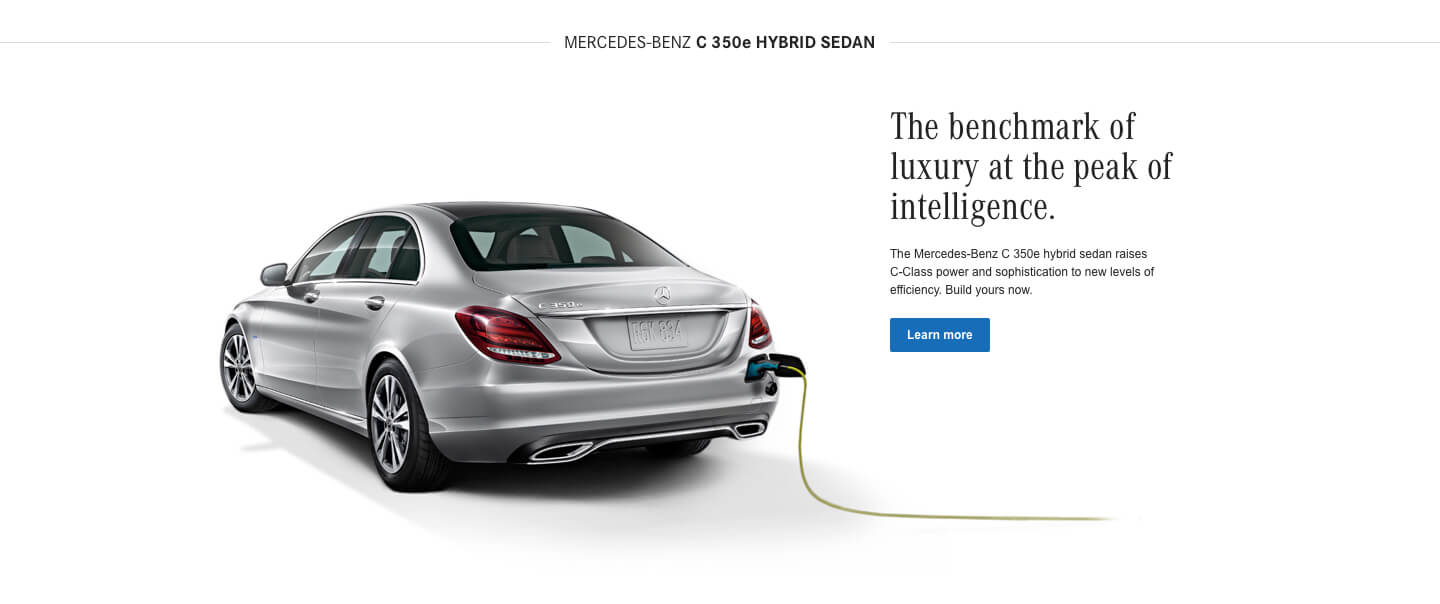 MERCEDES-BENZ C 350e HYBRID SEDAN
The benchmark of
luxury at the peak of
intelligence.
The Mercedes-Benz C 350e hybrid sedan raises
C-Class power and sophistication to new levels of
efficiency. Build yours now.
Learn more
C 350e